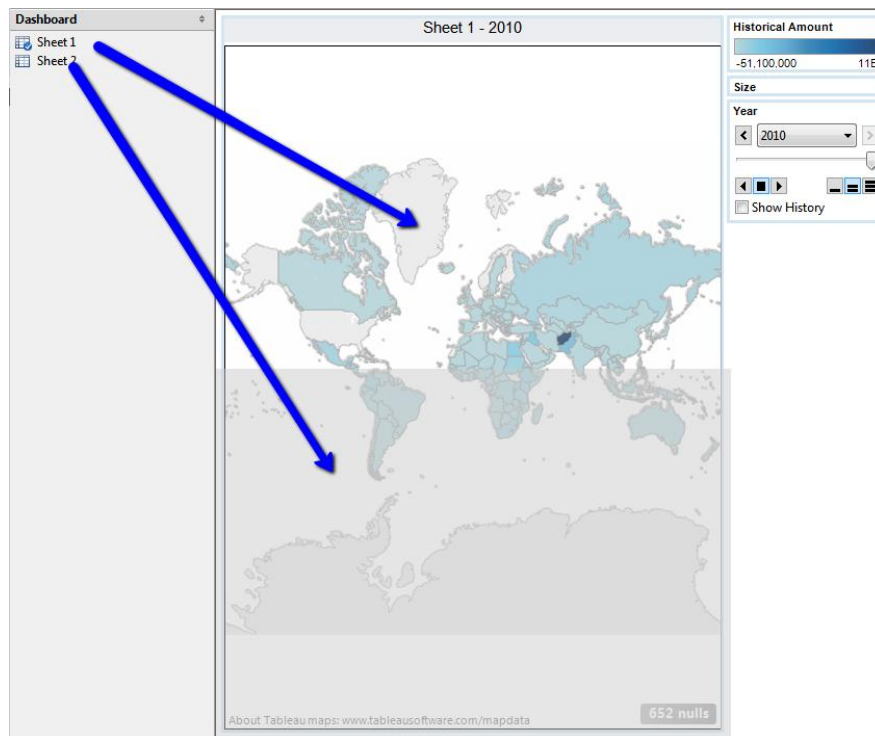 Dashboard
Sheet 1
Sheet 2
Sheet 1 - 2010
About Tableau maps: www.tableausoftware.com/mapdata
652 nulls
Historical Amount
-51,100,000
Size
Year
2010
Show History